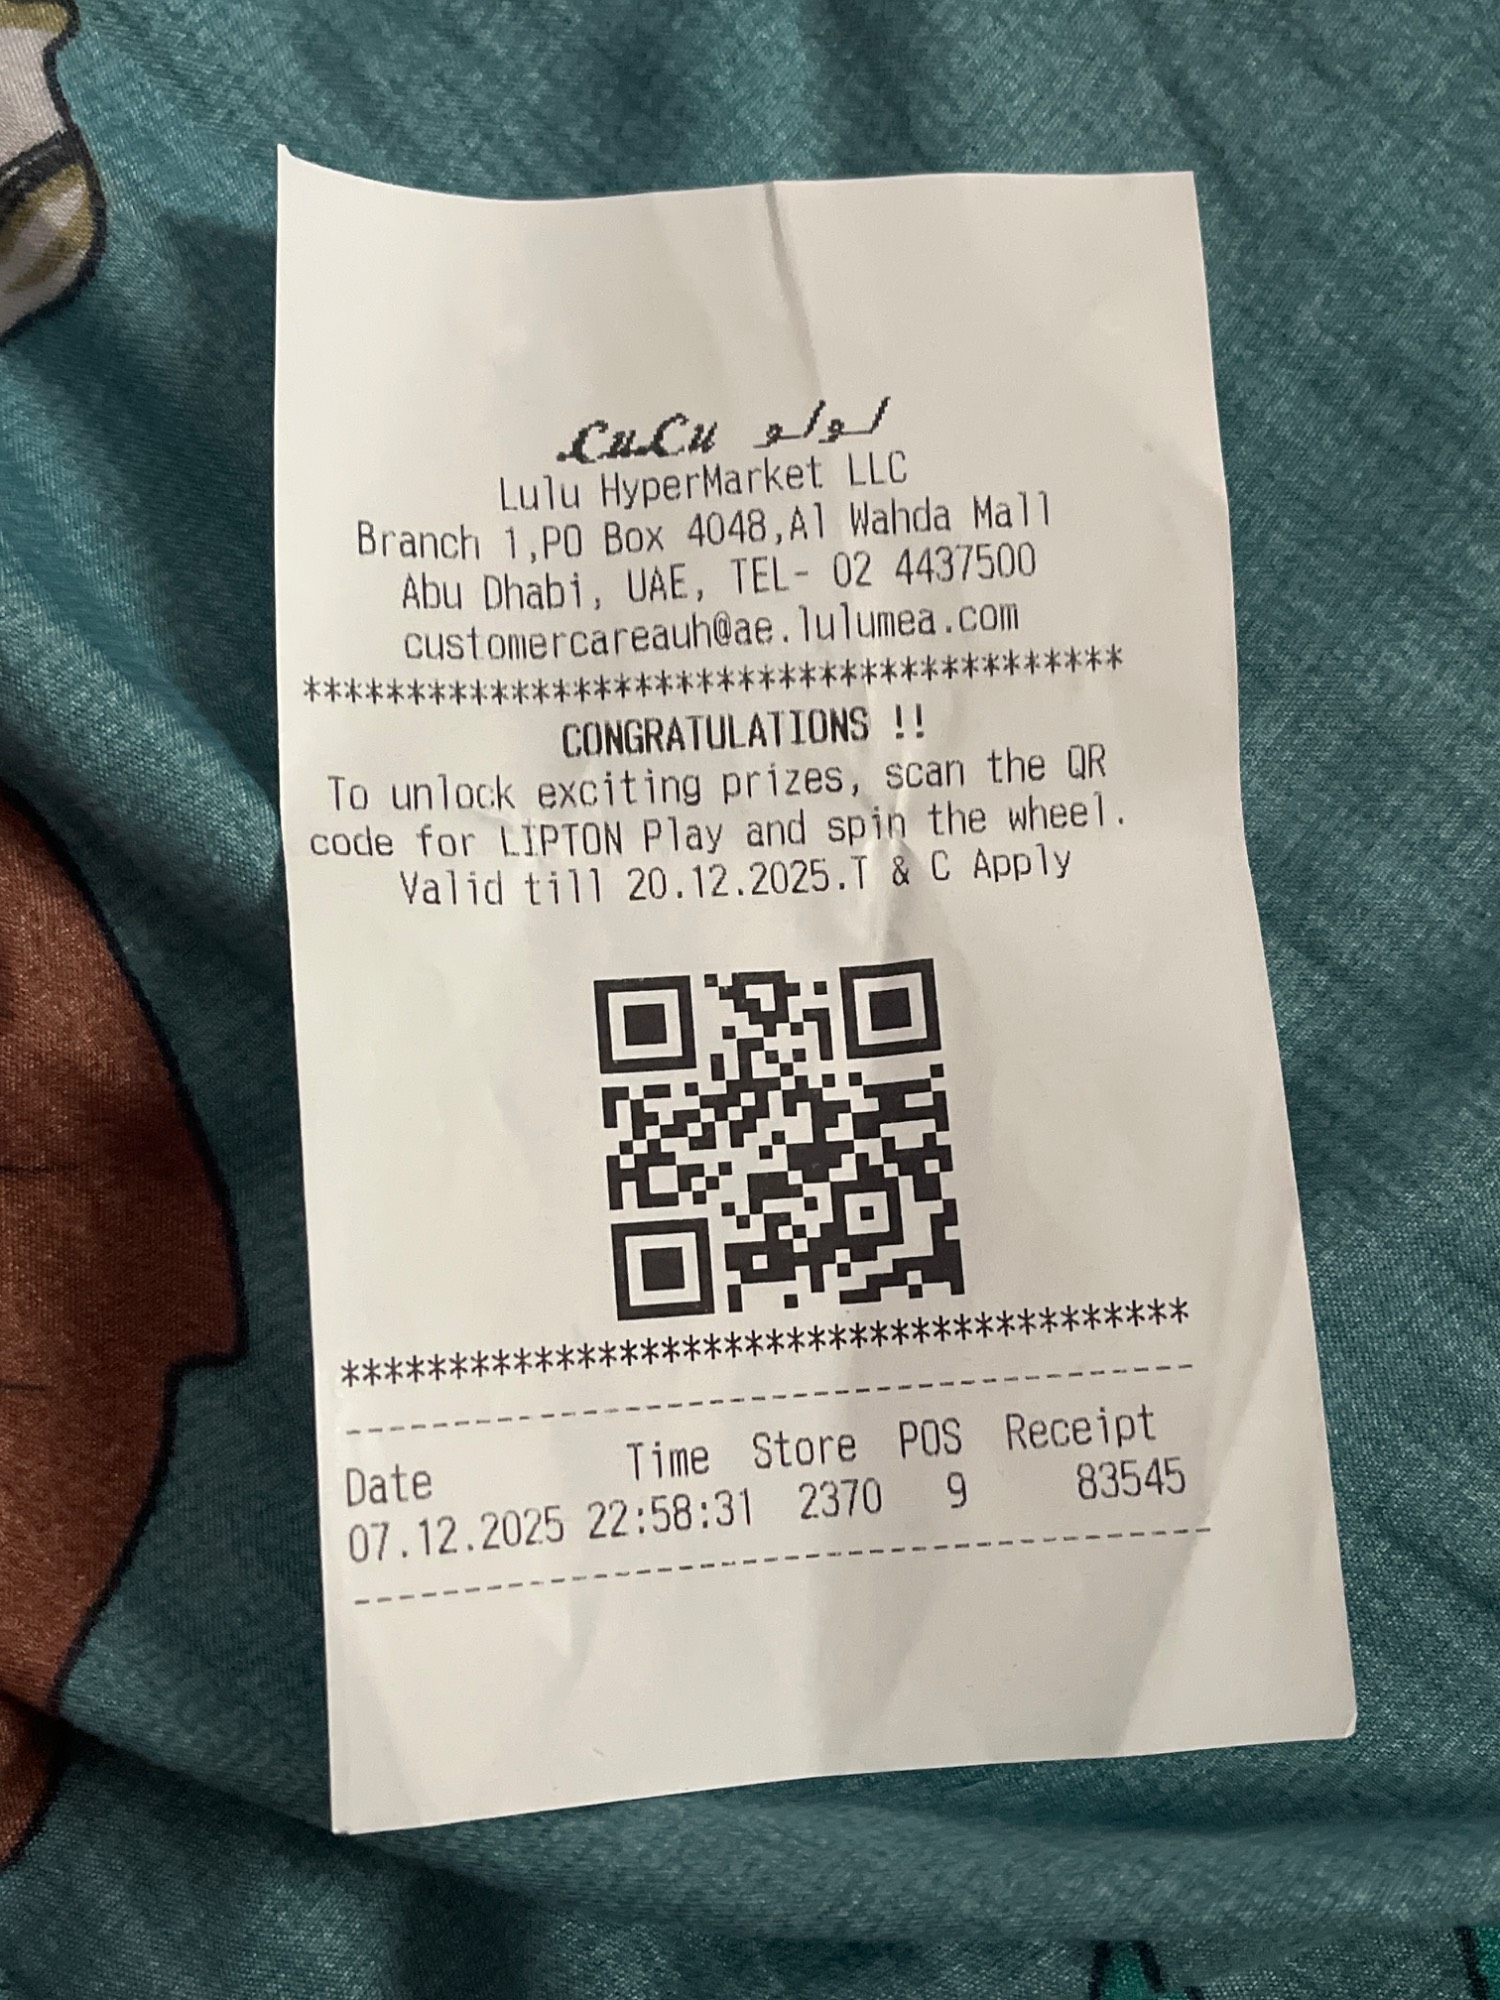 LuLu لولو
Lulu HyperMarket LLC
Branch 1,PO Box 4048,Al Wahda Mall
Abu Dhabi, UAE, TEL- 02 4437500
customercareauh@ae.lulumea.com
****************************************
CONGRATULATIONS !!
To unlock exciting prizes, scan the QR
code for LIPTON Play and spin the wheel.
Valid till 20.12.2025.T & C Apply
****************************************
----------------------------------------
Date Time Store POS Receipt
07.12.2025 22:58:31 2370 9 83545
----------------------------------------